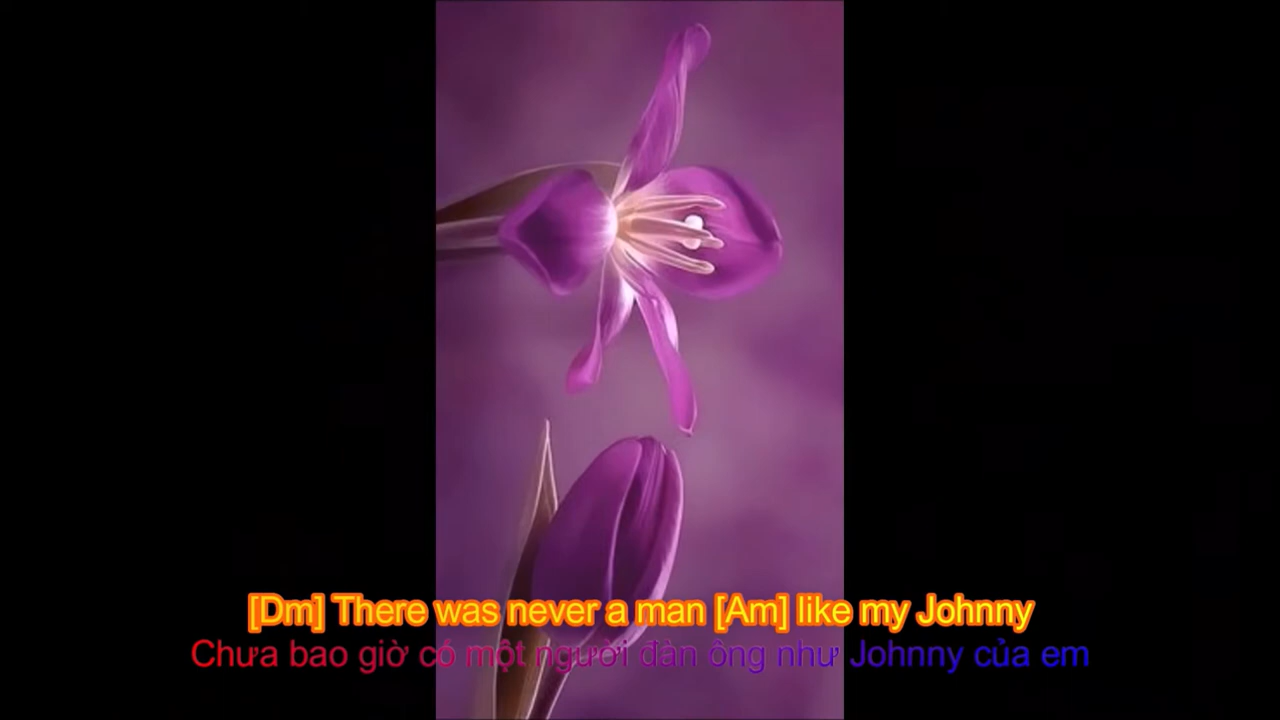 [Dm] There was never a man [Am] like my Johnny
Chưa bao giờ có một người đàn ông như Johnny của em